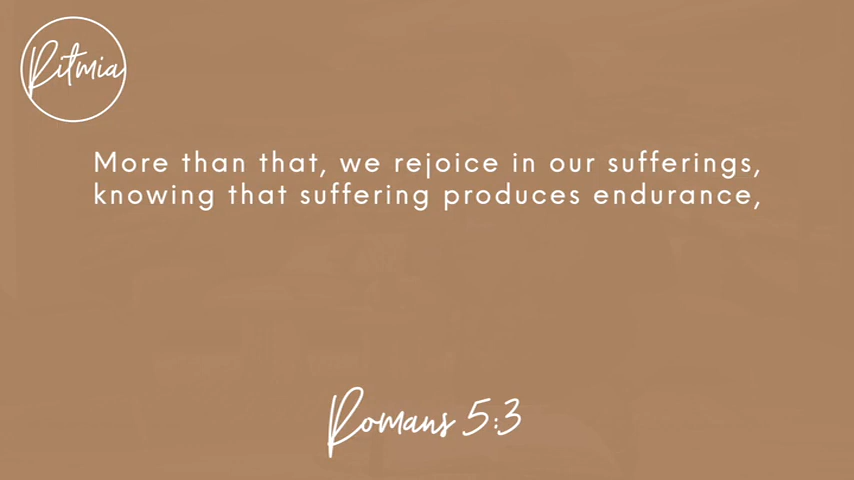 Ritmia
More than that, we rejoice in our sufferings,
knowing that suffering produces endurance,
Romans 5:3